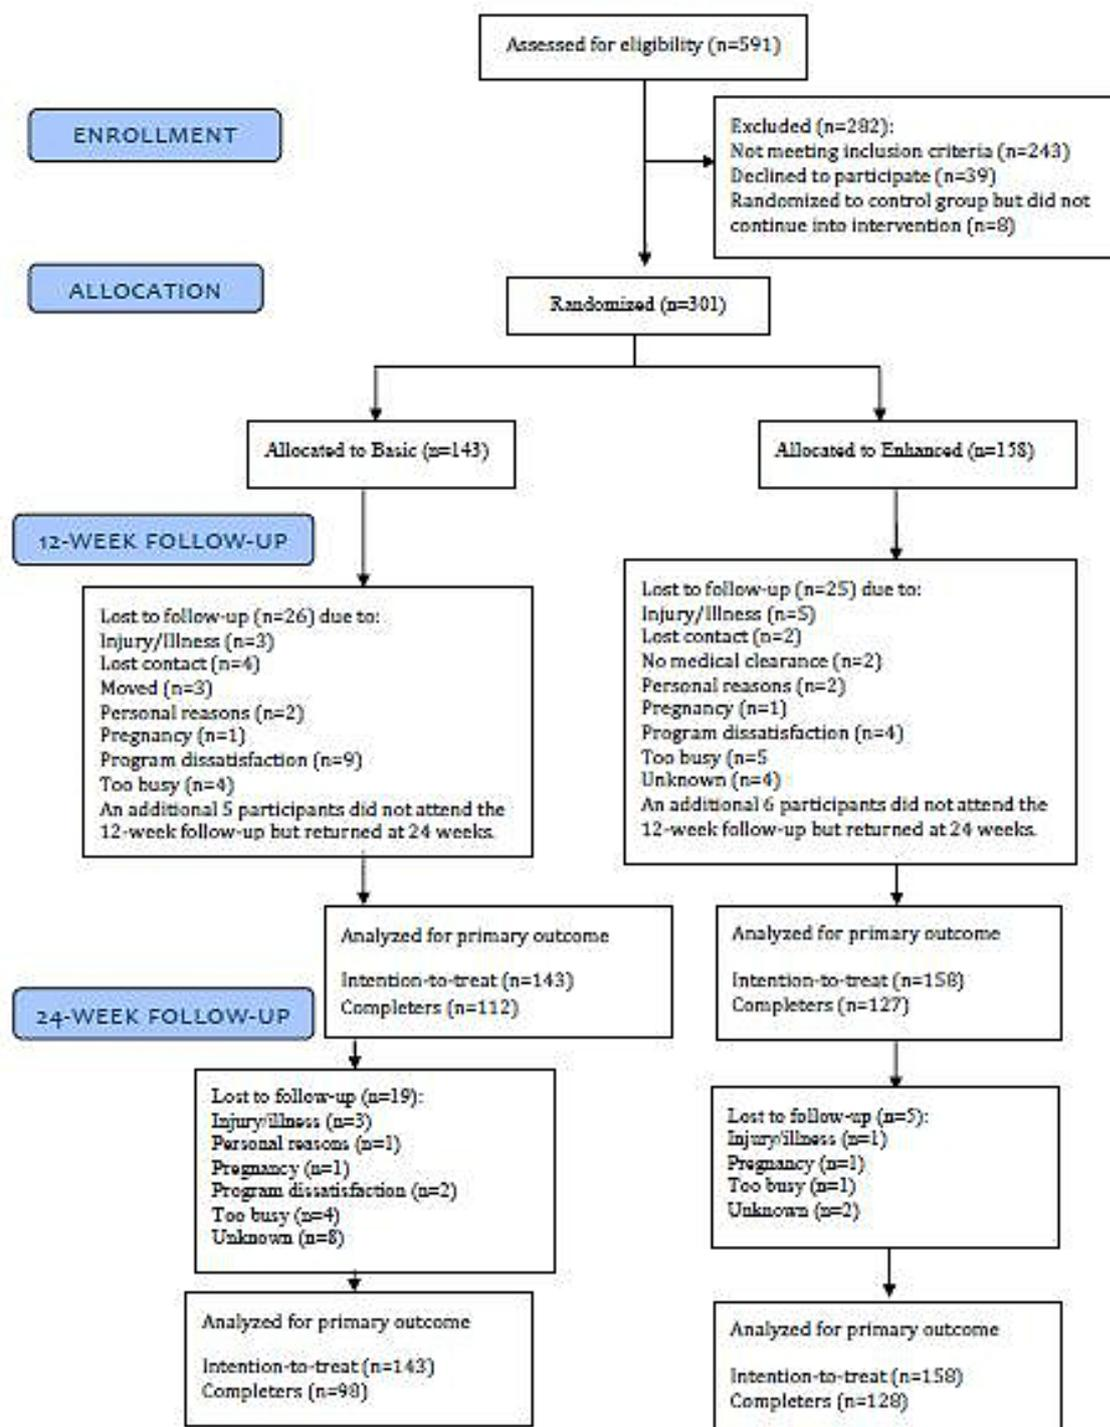 Assessed for eligibility (n=591)
ENROLLMENT
Excluded (n=282):
Not meeting inclusion criteria (n=243)
Declined to participate (n=39)
Randomized to control group but did not
continue into intervention (n=8)
ALLOCATION
Randomized (n=301)
Allocated to Basic (n=143)
Allocated to Enhanced (n=158)
12-WEEK FOLLOW-UP
Lost to follow-up (n=26) due to:
Injury/Illness (n=3)
Lost contact (n=4)
Moved (n=3)
Personal reasons (n=2)
Pregnancy (n=1)
Program dissatisfaction (n=9)
Too busy (n=4)
An additional 5 participants did not attend the
12-week follow-up but returned at 24 weeks.
Lost to follow-up (n=25) due to:
Injury/Illness (n=5)
Lost contact (n=2)
No medical clearance (n=2)
Personal reasons (n=2)
Pregnancy (n=1)
Program dissatisfaction (n=4)
Too busy (n=5
Unknown (n=4)
An additional 6 participants did not attend the
12-week follow-up but returned at 24 weeks.
Analyzed for primary outcome
Intention-to-treat (n=143)
Completers (n=112)
Analyzed for primary outcome
Intention-to-treat (n=158)
Completers (n=127)
24-WEEK FOLLOW-UP
Lost to follow-up (n=19):
Injury/illness (n=3)
Personal reasons (n=1)
Pregnancy (n=1)
Program dissatisfaction (n=2)
Too busy (n=4)
Unknown (n=8)
Lost to follow-up (n=5):
Injury/illness (n=1)
Pregnancy (n=1)
Too busy (n=1)
Unknown (n=2)
Analyzed for primary outcome
Intention-to-treat (n=143)
Completers (n=98)
Analyzed for primary outcome
Intention-to-treat (n=158)
Completers (n=128)